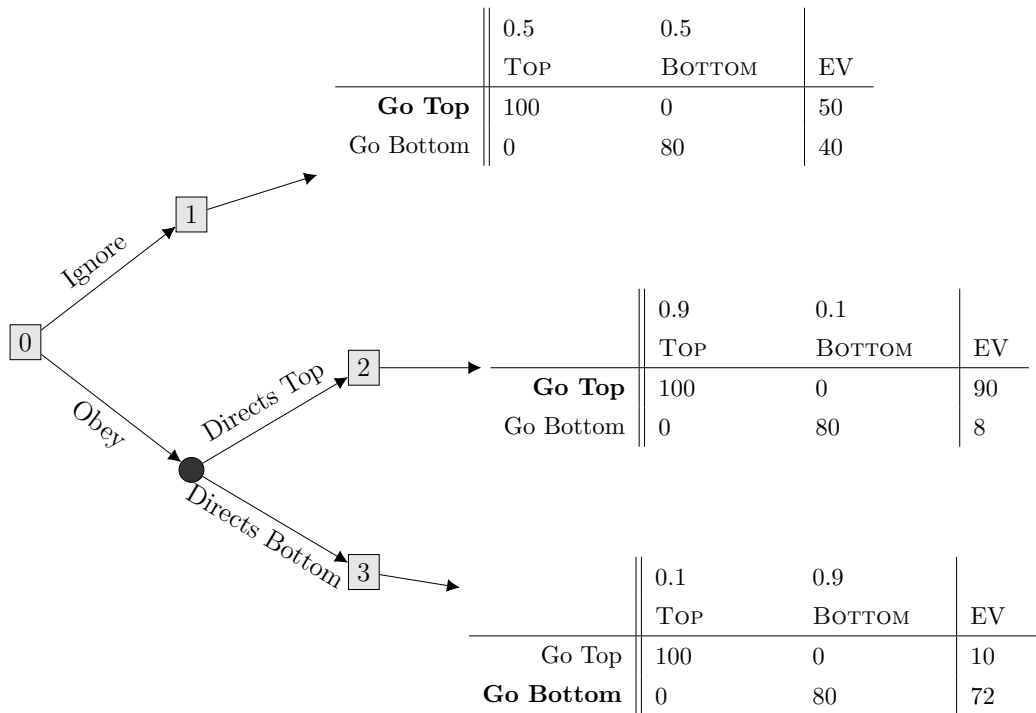 0.5 0.5
TOP BOTTOM EV
Go Top 100 0 50
Go Bottom 0 80 40
1
Ignore
0
0.9 0.1
TOP BOTTOM EV
2
Go Top 100 0 90
Directs Top
Go Bottom 0 80 8
Obey
Directs Bottom
3
0.1 0.9
TOP BOTTOM EV
Go Top 100 0 10
Go Bottom 0 80 72